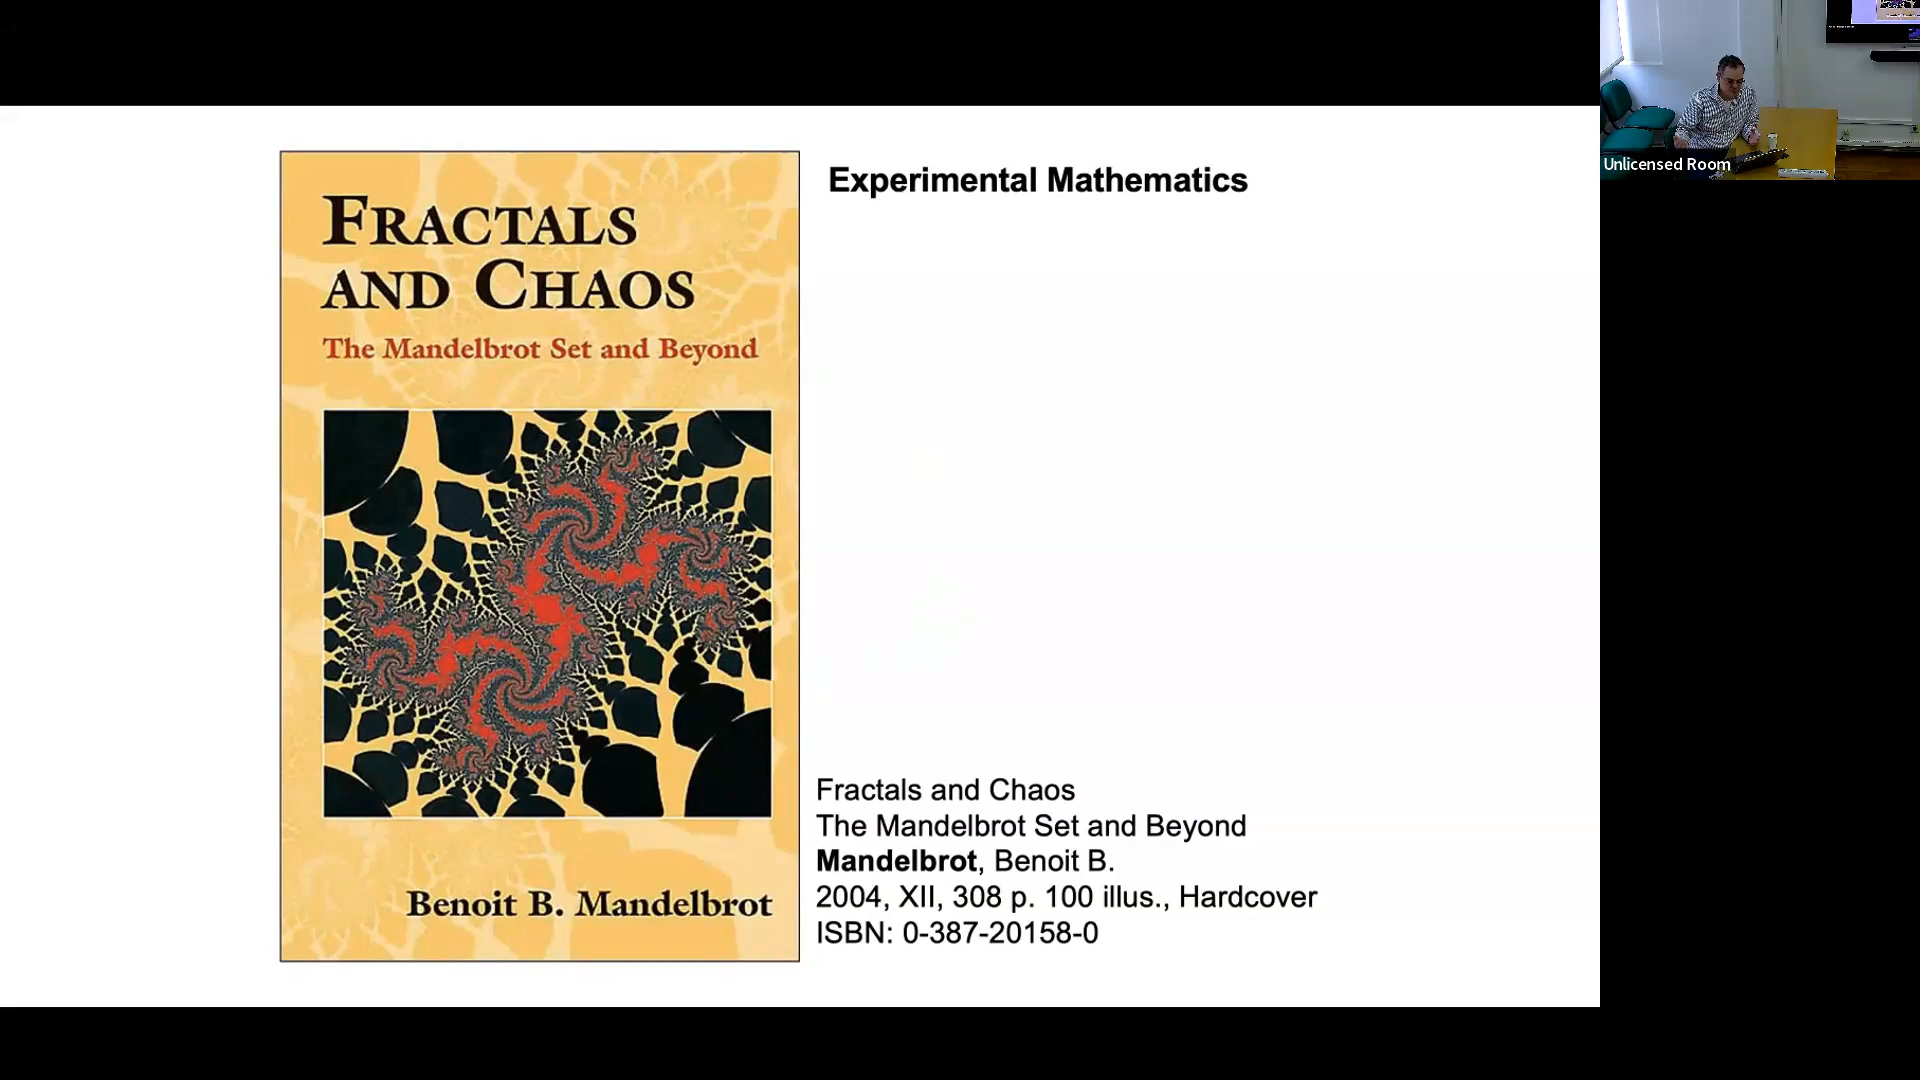 FRACTALS
AND CHAOS
The Mandelbrot Set and Beyond
Benoit B. Mandelbrot
Experimental Mathematics
Fractals and Chaos
The Mandelbrot Set and Beyond
Mandelbrot, Benoit B.
2004, XII, 308 p. 100 illus., Hardcover
ISBN: 0-387-20158-0
Unlicensed Room